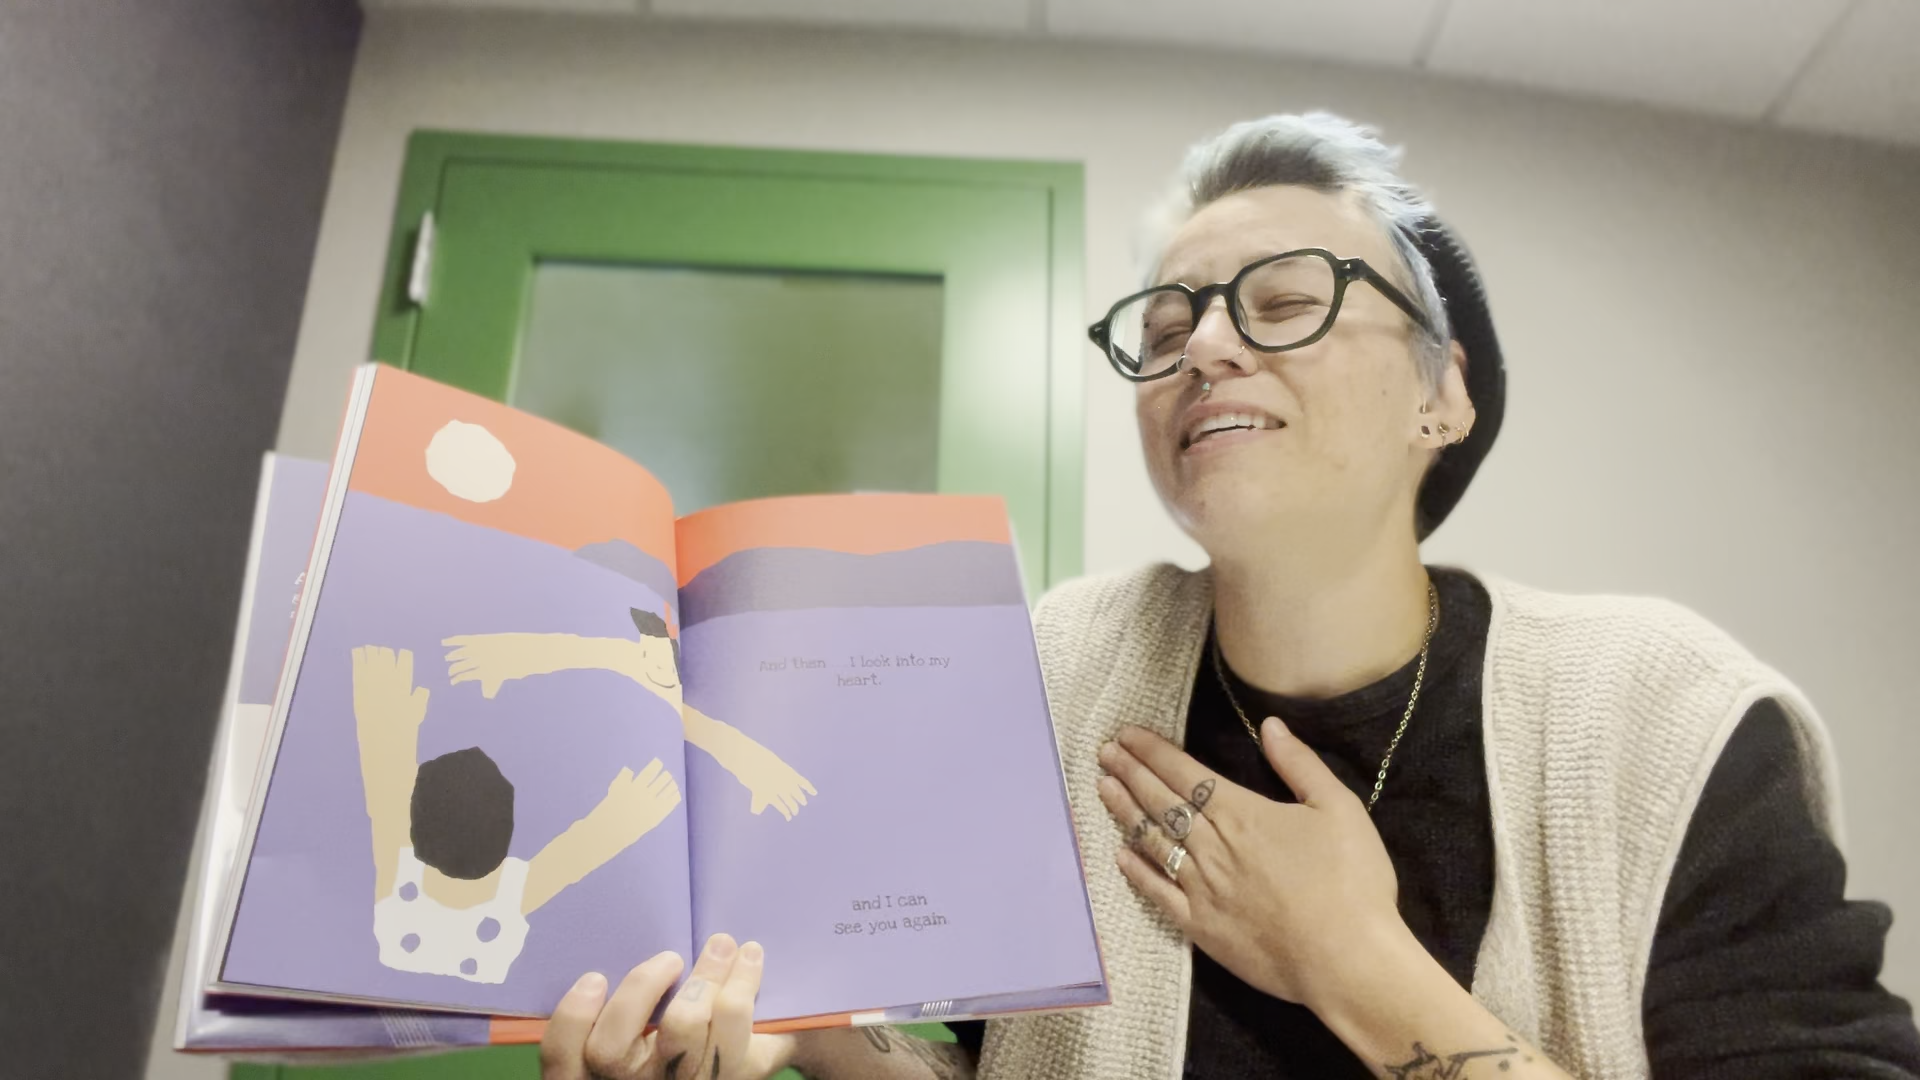 And then ...I look into my
heart,
and I can
see you again.